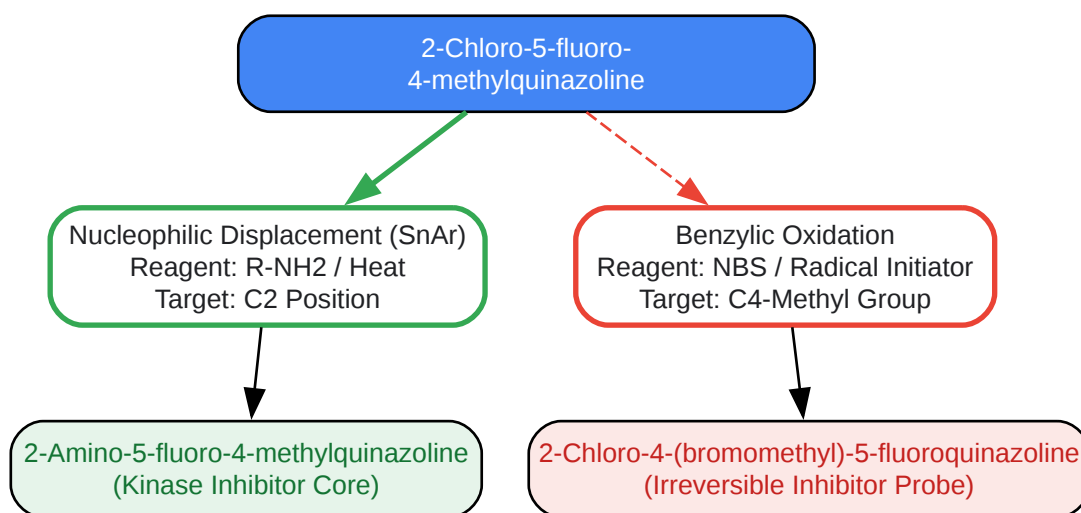 2-Chloro-5-fluoro-
4-methylquinazoline
Nucleophilic Displacement (SnAr)
Reagent: R-NH2 / Heat
Target: C2 Position
Benzylic Oxidation
Reagent: NBS / Radical Initiator
Target: C4-Methyl Group
2-Amino-5-fluoro-4-methylquinazoline
(Kinase Inhibitor Core)
2-Chloro-4-(bromomethyl)-5-fluoroquinazoline
(Irreversible Inhibitor Probe)